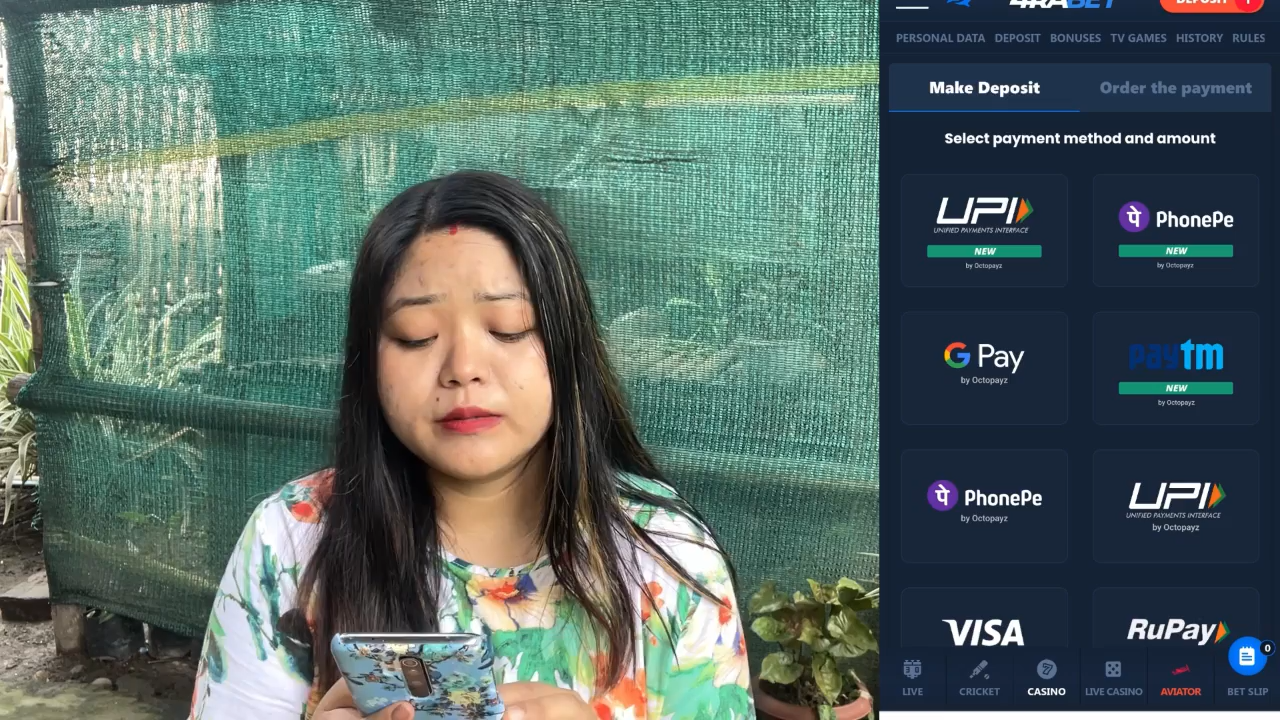 4RABET
DEPOSIT
PERSONAL DATA DEPOSIT BONUSES TV GAMES HISTORY RULES
Make Deposit Order the payment
Select payment method and amount
UPI
UNIFIED PAYMENTS INTERFACE
NEW
by Octopayz
पे PhonePe
NEW
by Octopayz
G Pay
by Octopayz
paytm
NEW
by Octopayz
पे PhonePe
by Octopayz
UPI
UNIFIED PAYMENTS INTERFACE
by Octopayz
VISA
RuPay
0
LIVE CRICKET CASINO LIVE CASINO AVIATOR BET SLIP